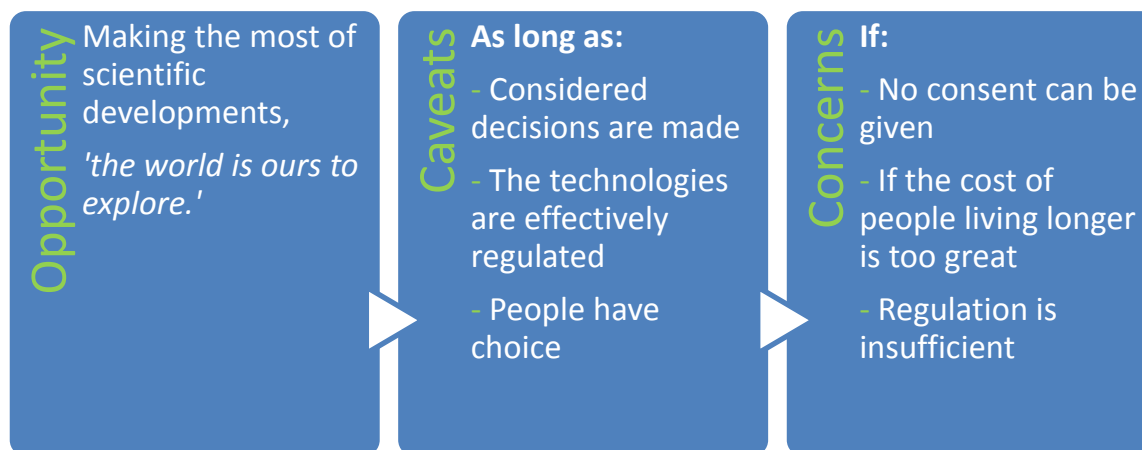 Opportunity
Making the most of
scientific
developments,
'the world is ours to
explore.'
Caveats
As long as:
- Considered
decisions are made
- The technologies
are effectively
regulated
- People have
choice
Concerns
If:
- No consent can be
given
- If the cost of
people living longer
is too great
- Regulation is
insufficient